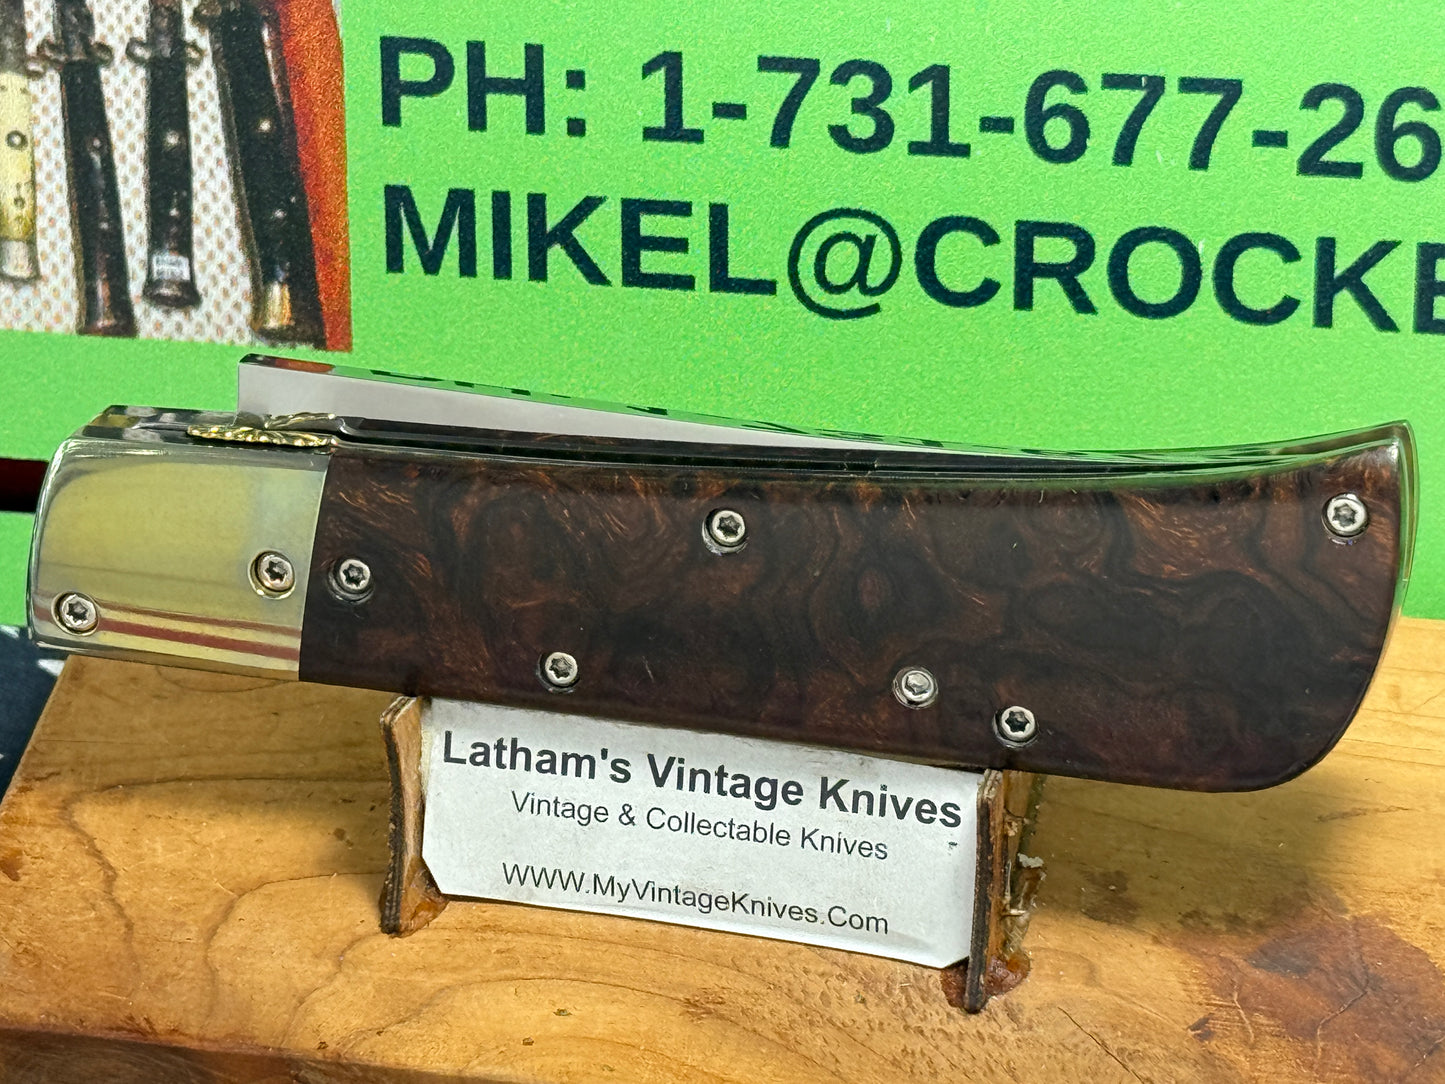 PH: 1-731-677-26
MIKEL@CROCKE
Latham's Vintage Knives
Vintage & Collectable Knives
WWW.MyVintageKnives.Com